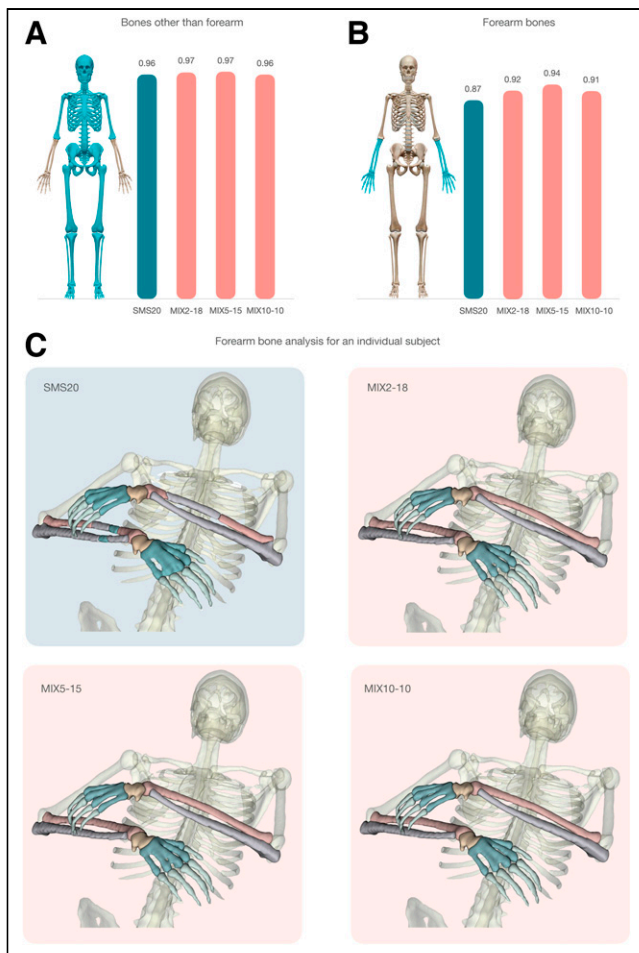 A
Bones other than forearm
0.96
0.97
0.97
0.96
SMS20
MIX2-18
MIX5-15
MIX10-10
B
Forearm bones
0.87
0.92
0.94
0.91
SMS20
MIX2-18
MIX5-15
MIX10-10
C
Forearm bone analysis for an individual subject
SMS20
MIX2-18
MIX5-15
MIX10-10